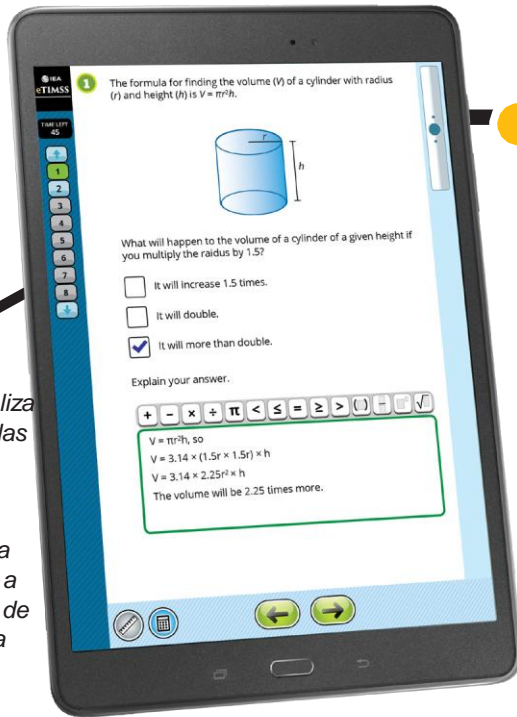 IEA
eTIMSS
TIME LEFT
45
1
2
3
4
5
6
7
8
1
The formula for finding the volume (V) of a cylinder with radius
(r) and height (h) is V = πr²h.
r
h
What will happen to the volume of a cylinder of a given height if
you multiply the raidus by 1.5?
It will increase 1.5 times.
It will double.
It will more than double.
Explain your answer.
+ − × ÷ π < ≤ = ≥ > ( ) √
V = πr²h, so
V = 3.14 × (1.5r × 1.5r) × h
V = 3.14 × 2.25r² × h
The volume will be 2.25 times more.
liza
las
a
a
de
a